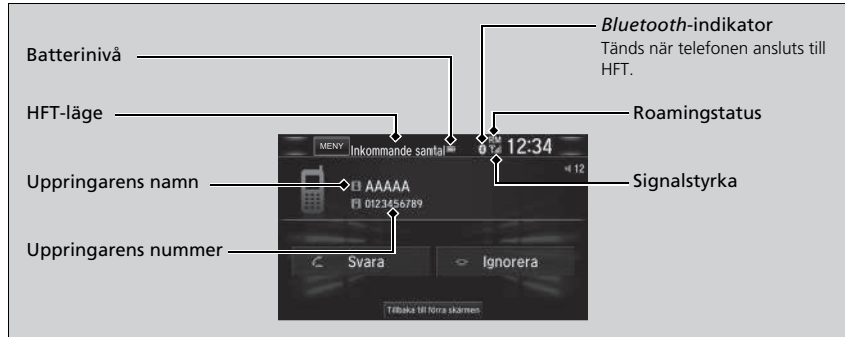 Batterinivå
HFT-läge
Uppringarens namn
Uppringarens nummer
Bluetooth-indikator
Tänds när telefonen ansluts till
HFT.
Roamingstatus
Signalstyrka
MENY
Inkommande samtal
RM
12:34
12
AAAAA
0123456789
Svara
Ignorera
Tillbaka till förra skärmen